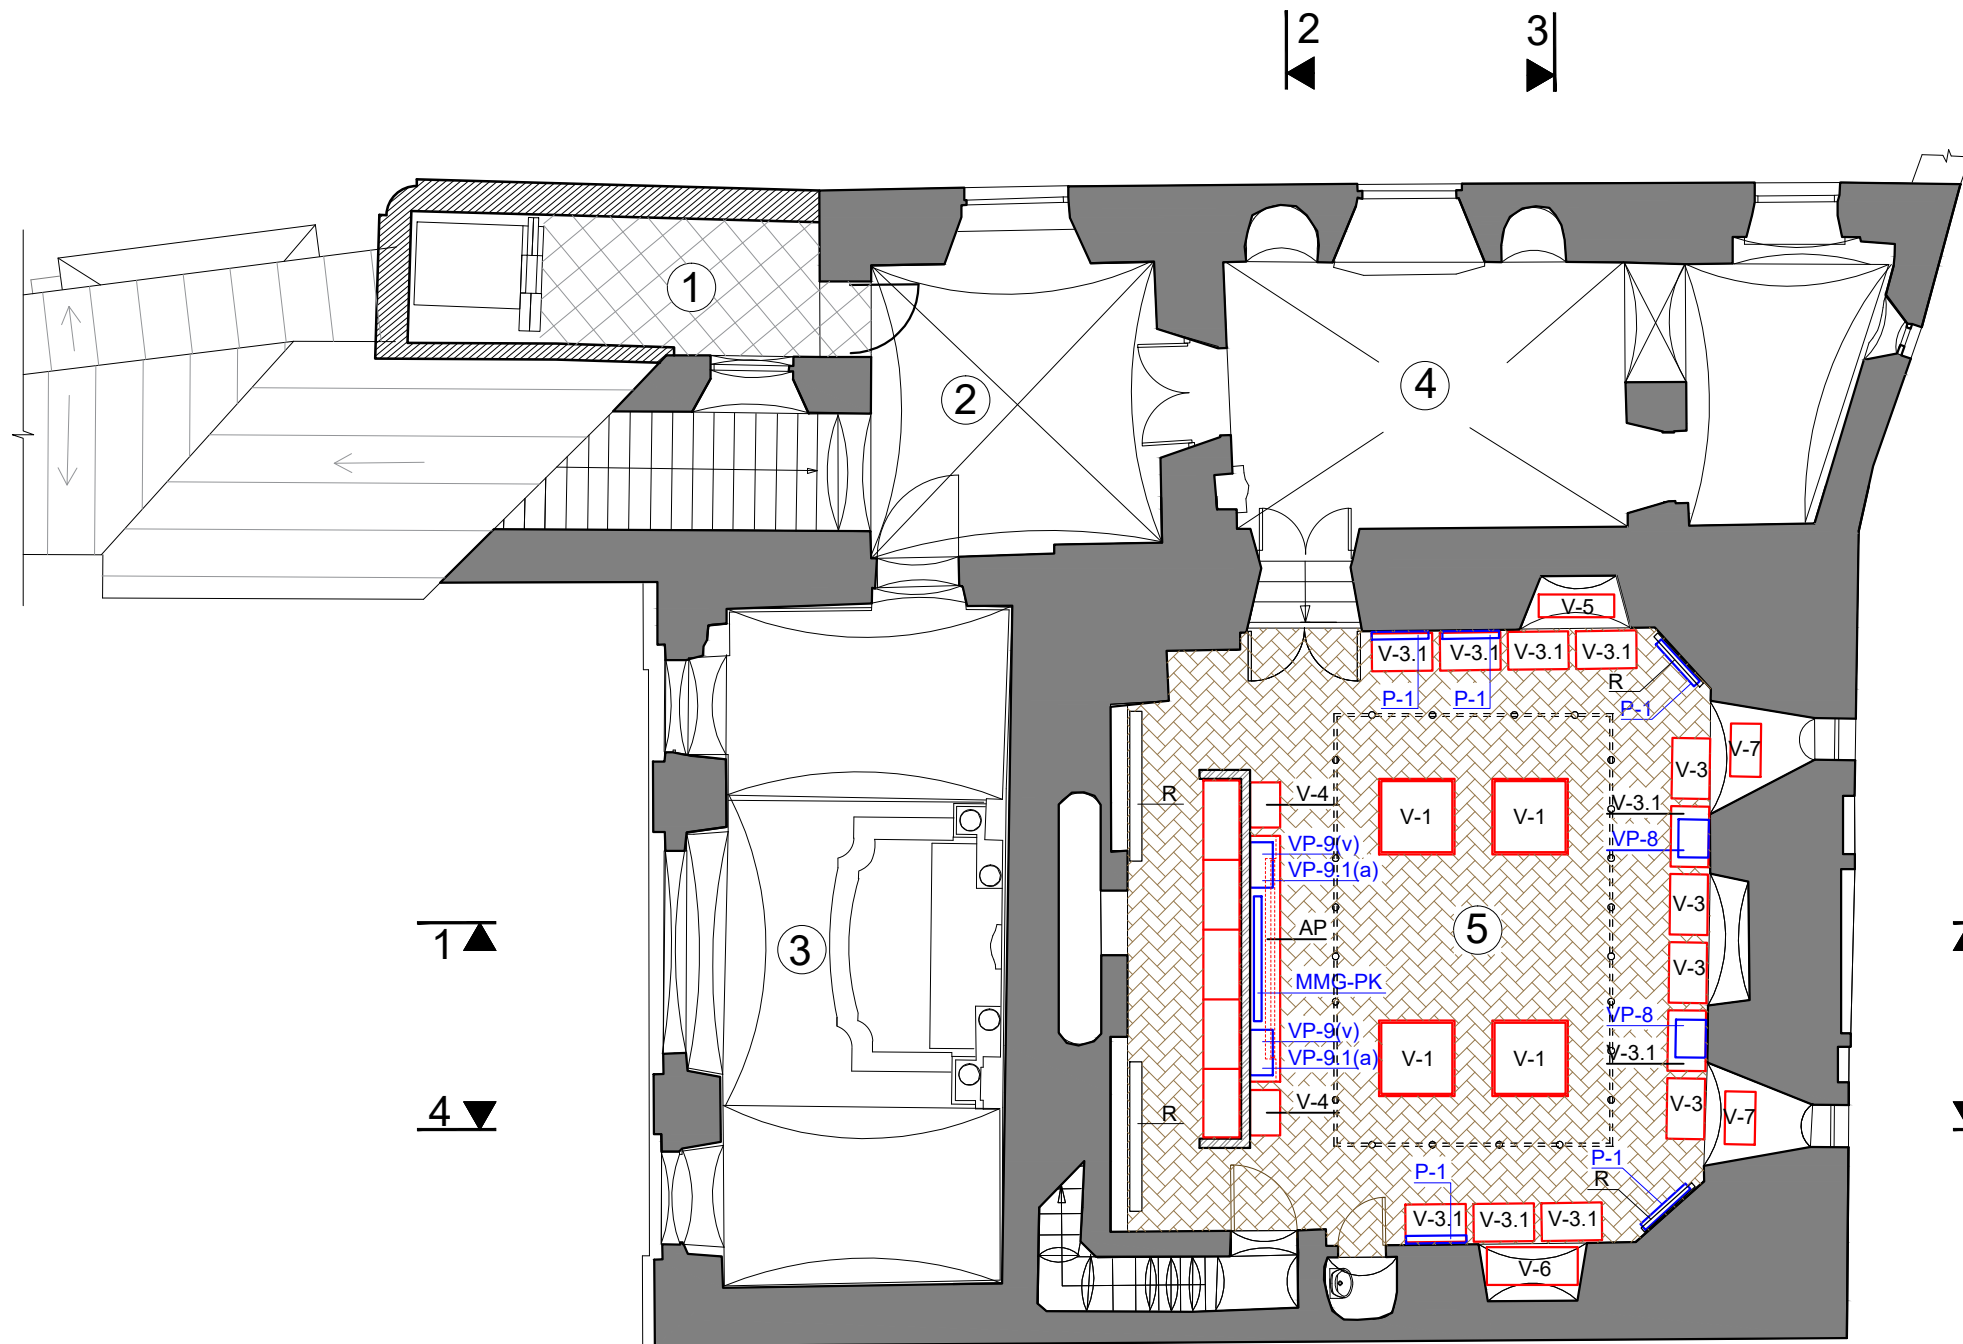 2 3
1
2
4
V-5
V-3.1 V-3.1 V-3.1 V-3.1
R
P-1 P-1 P-1
V-7
V-3
R V-4 V-1 V-1 V-3.1
VP-9(v) VP-8
VP-9.1(a)
V-3
1 3 AP 5
V-3
MMG-PK
VP-9(v) VP-8
VP-9.1(a) V-1 V-1 V-3.1
4 R V-4 V-3 V-7
P-1 P-1
R
V-3.1 V-3.1 V-3.1
V-6